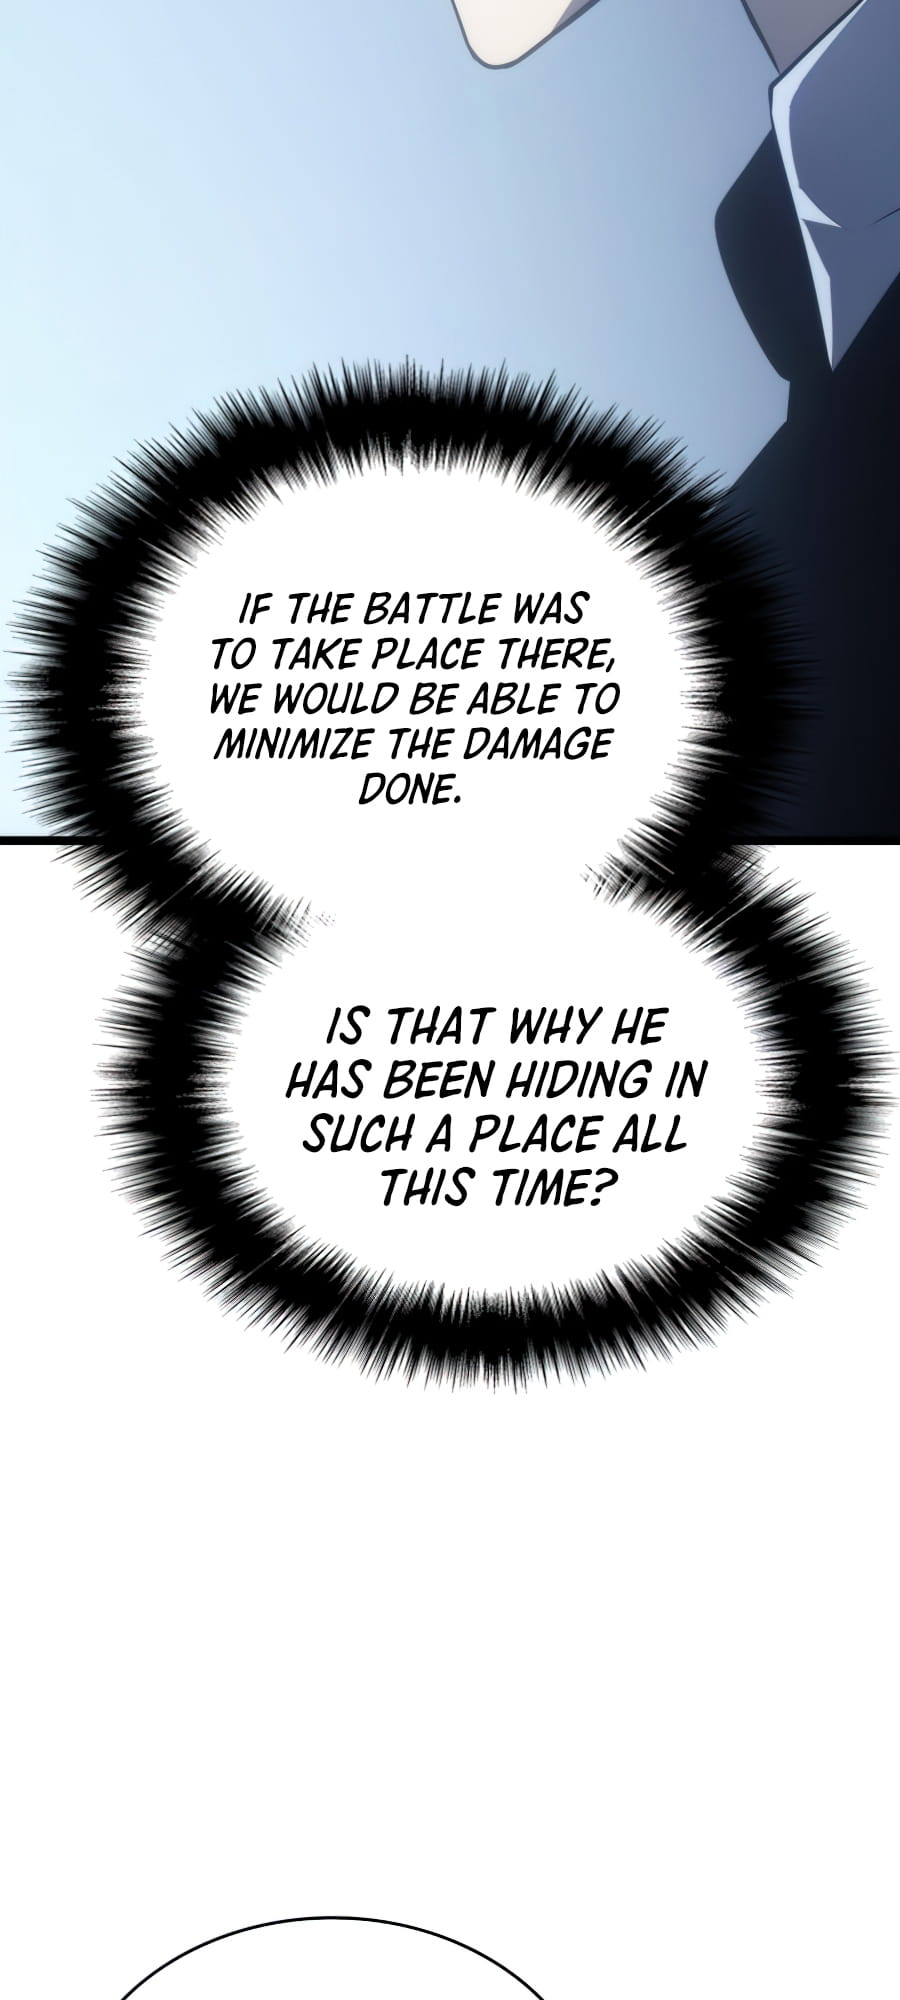 IF THE BATTLE WAS
TO TAKE PLACE THERE,
WE WOULD BE ABLE TO
MINIMIZE THE DAMAGE
DONE.
IS THAT WHY HE
HAS BEEN HIDING IN
SUCH A PLACE ALL
THIS TIME?